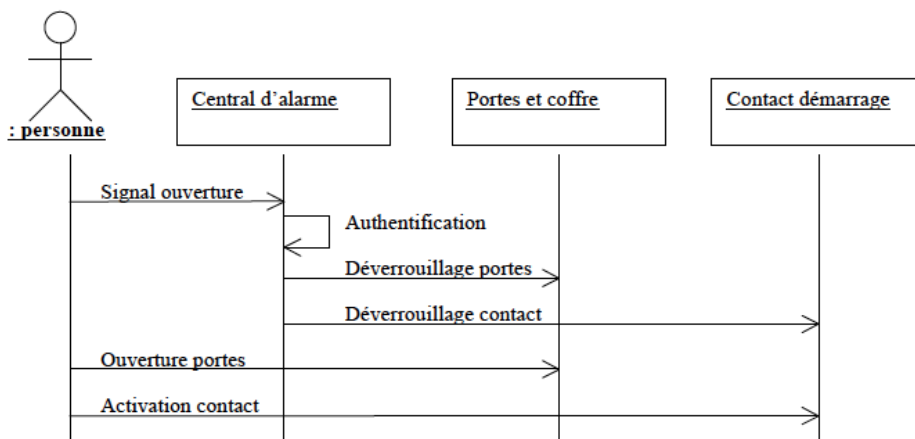 Central d'alarme
Portes et coffre
Contact démarrage
: personne
Signal ouverture
Authentification
Déverrouillage portes
Déverrouillage contact
Ouverture portes
Activation contact